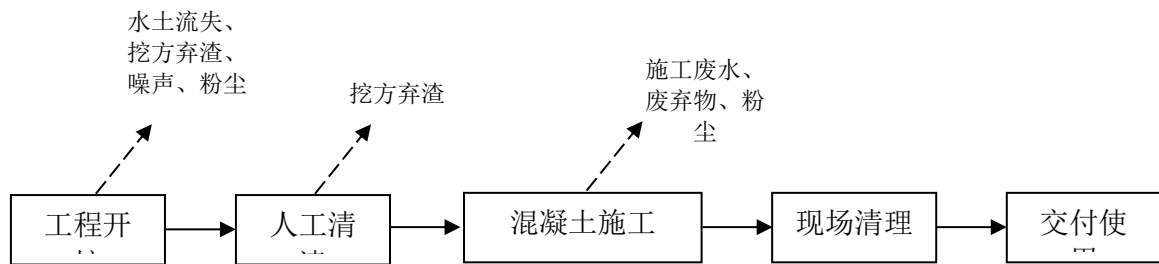 水土流失、
挖方弃渣、
噪声、粉尘
挖方弃渣
施工废水、
废弃物、粉
尘
工程开
人工清
混凝土施工
现场清理
交付使